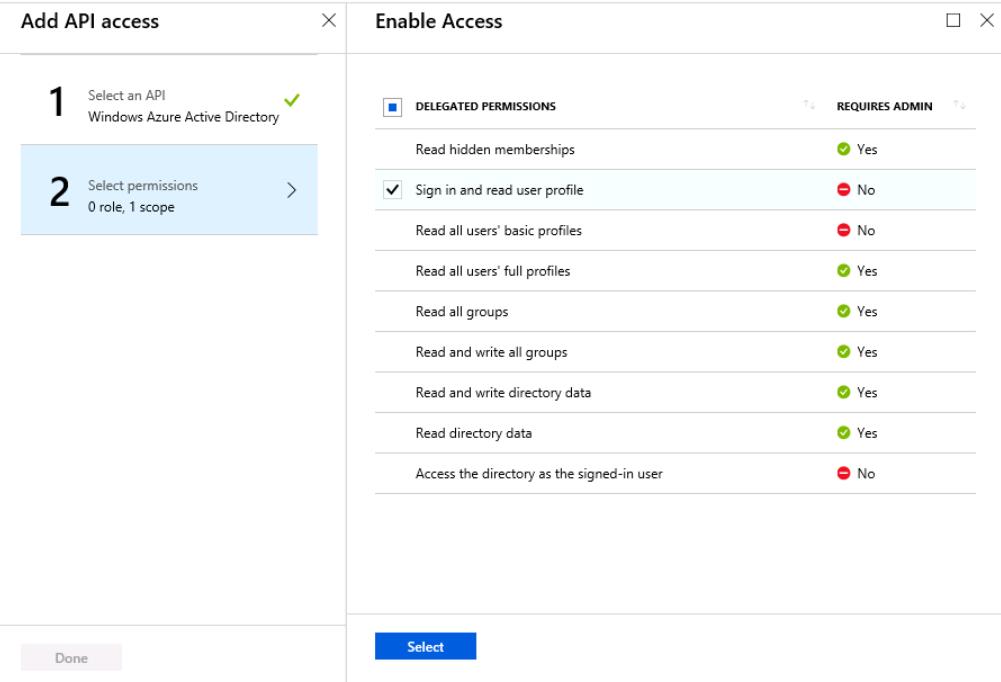 Add API access
1
Select an API
Windows Azure Active Directory
2
Select permissions
0 role, 1 scope
Done
Enable Access
DELEGATED PERMISSIONS REQUIRES ADMIN
Read hidden memberships Yes
Sign in and read user profile No
Read all users' basic profiles No
Read all users' full profiles Yes
Read all groups Yes
Read and write all groups Yes
Read and write directory data Yes
Read directory data Yes
Access the directory as the signed-in user No
Select